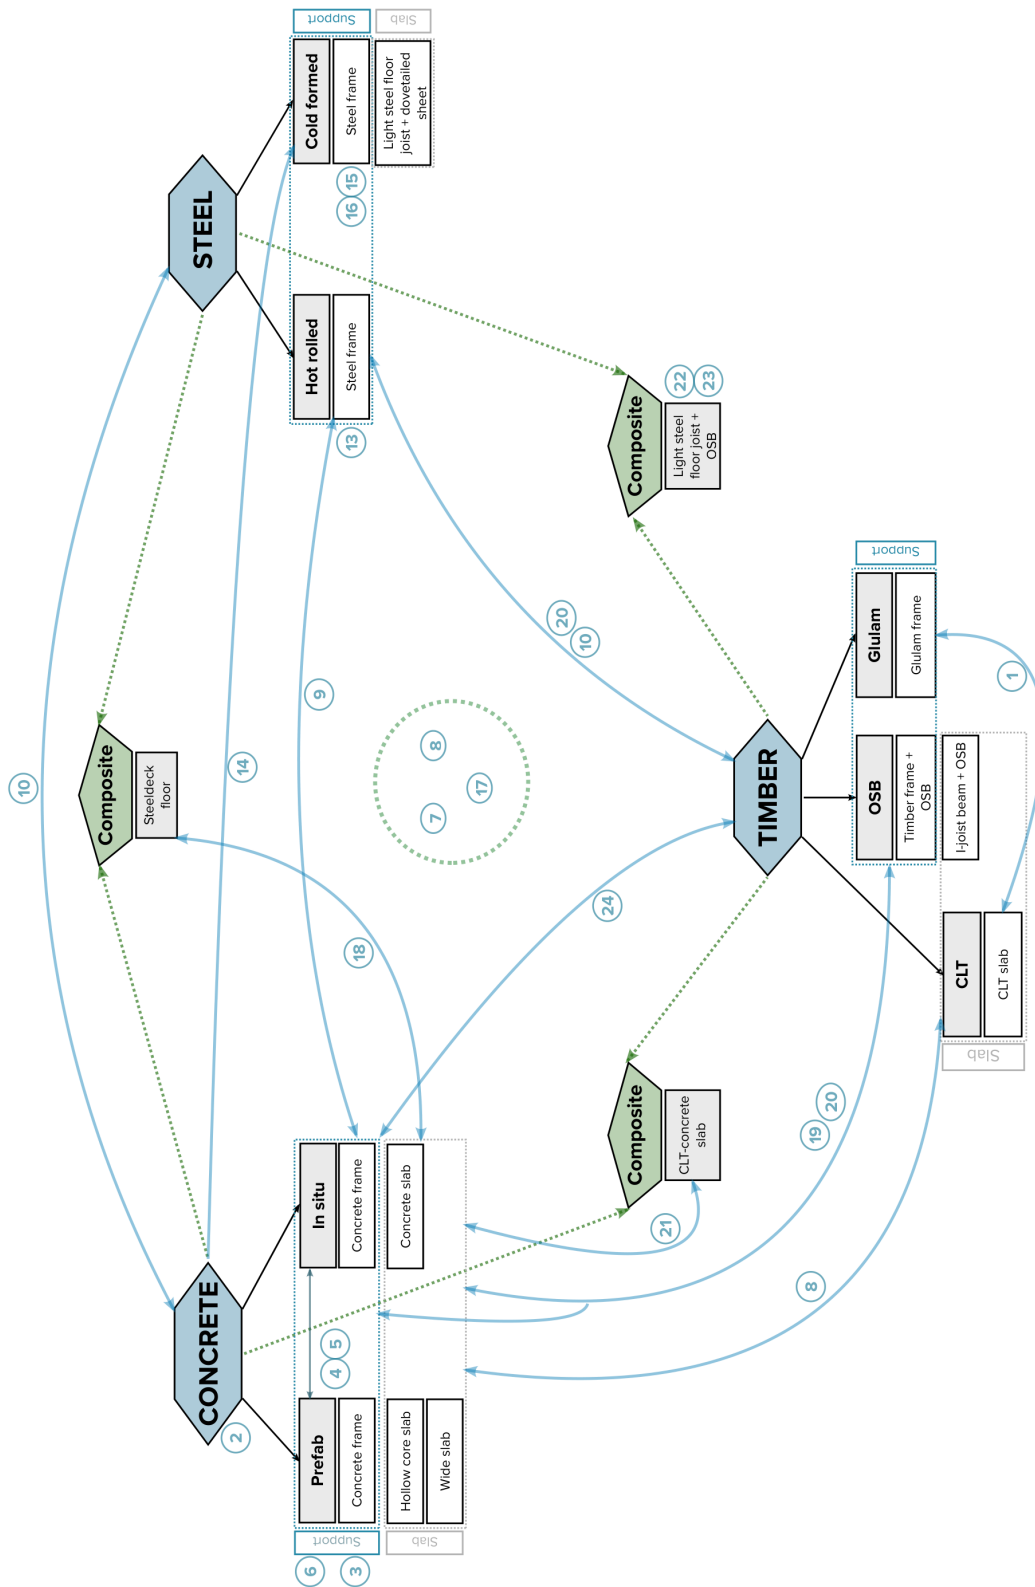 CONCRETE
2
Prefab
Concrete frame
Hollow core slab
Wide slab
In situ
Concrete frame
Concrete slab
4
5
Support
Slab
6
3
10
14
Composite
Steeldeck
floor
18
9
STEEL
Hot rolled
Steel frame
13
Cold formed
Steel frame
Light steel floor
joist + dovetailed
sheet
16
15
Support
Slab
7
8
17
20
10
24
Composite
CLT-concrete
slab
21
Composite
Light steel
floor joist +
OSB
22
23
TIMBER
CLT
CLT slab
OSB
Timber frame +
OSB
I-joist beam + OSB
Glulam
Glulam frame
Support
Slab
19
20
8
1